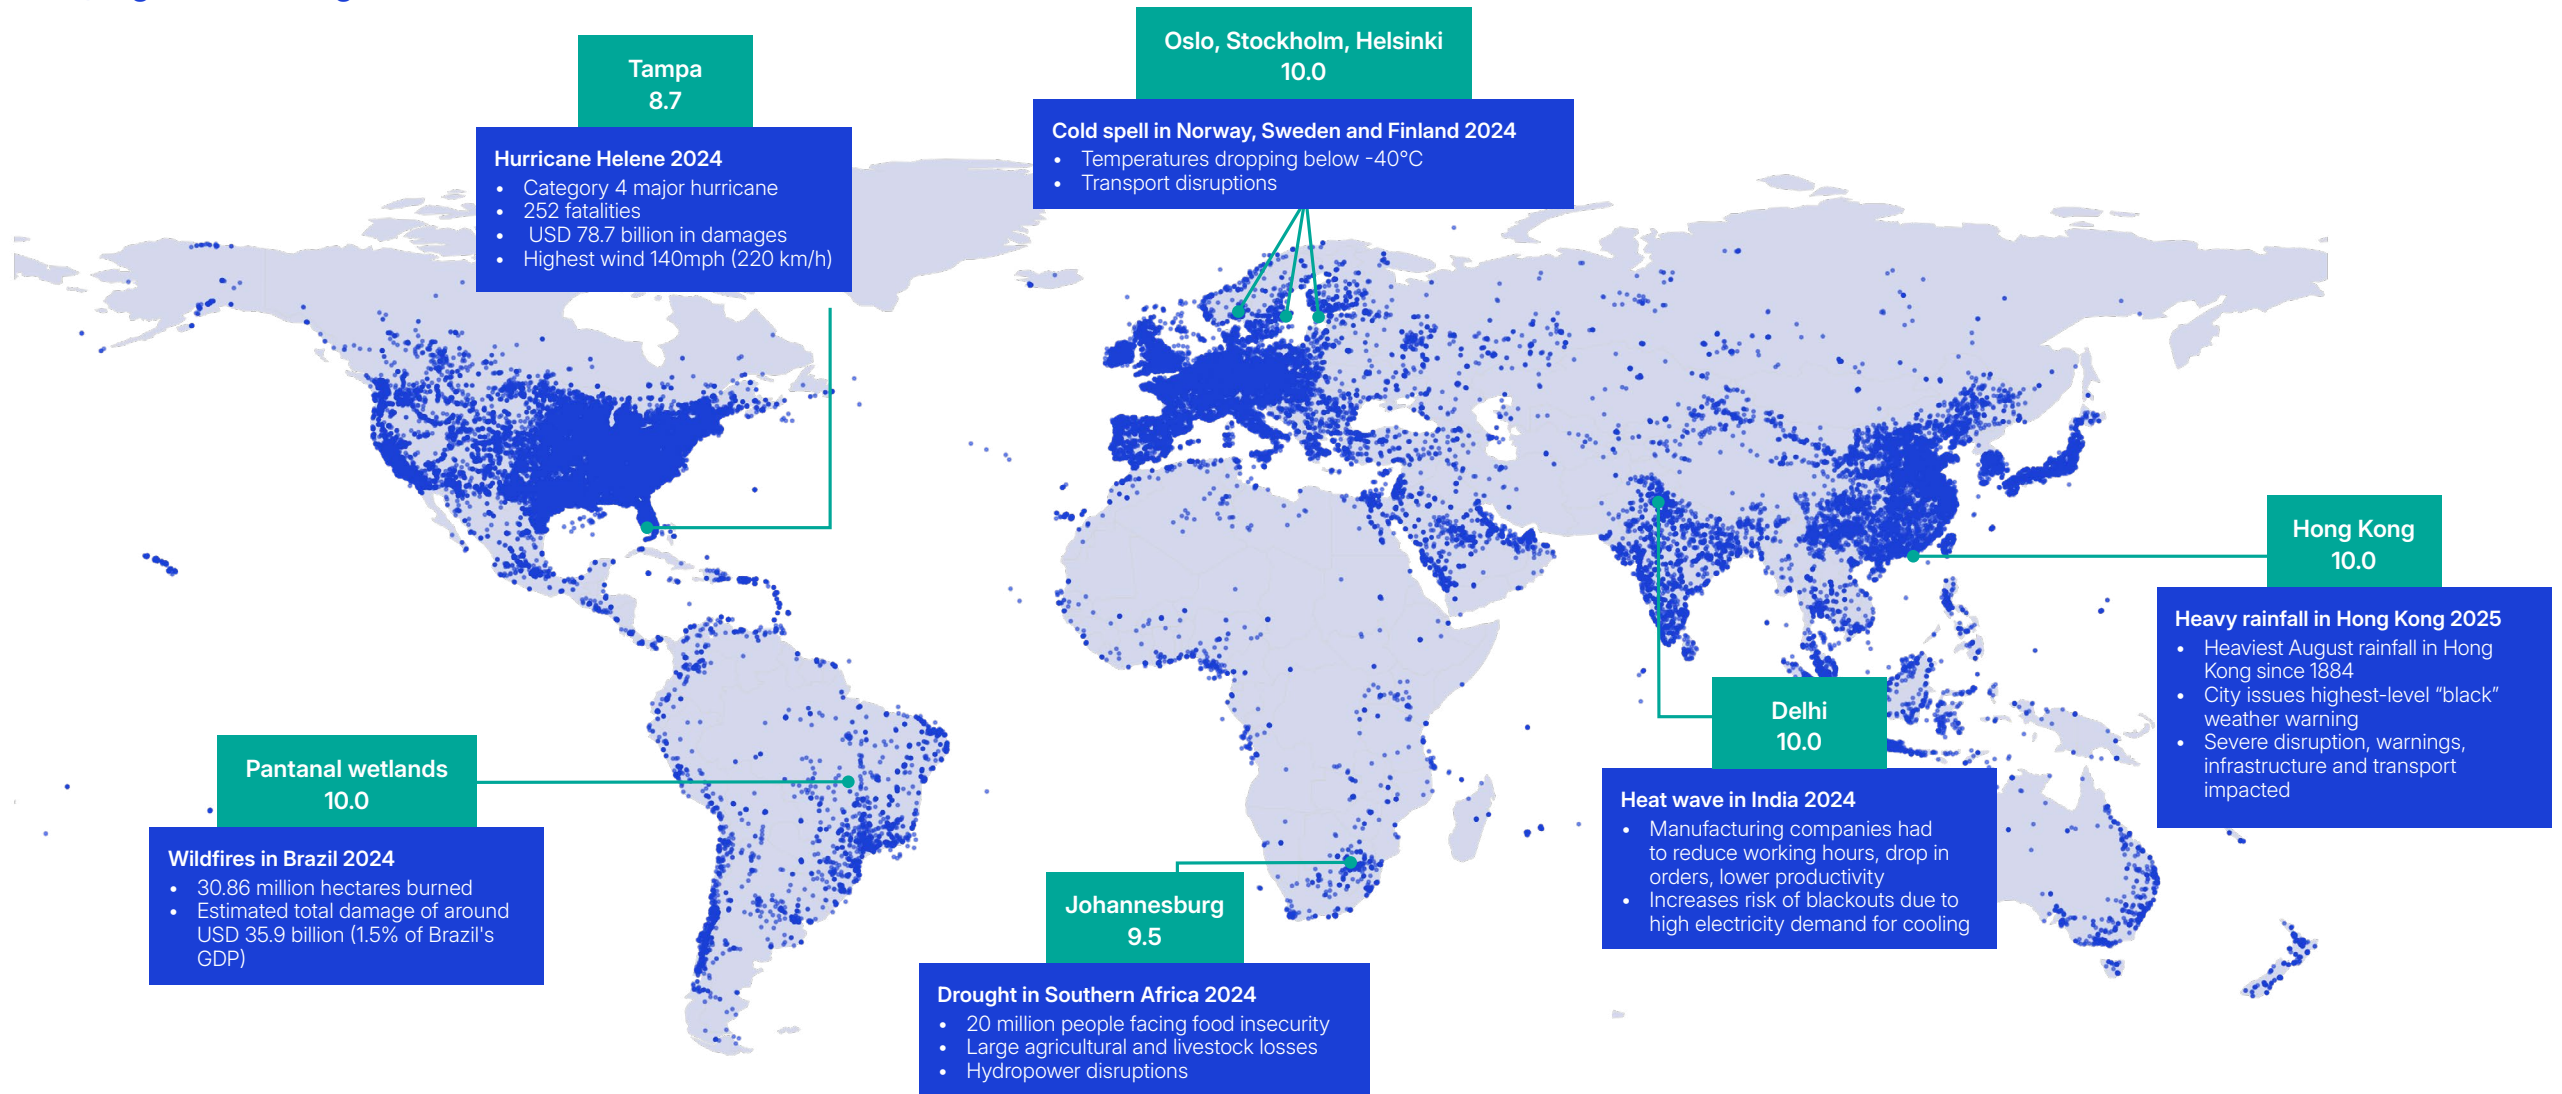 Tampa
8.7
Hurricane Helene 2024
• Category 4 major hurricane
• 252 fatalities
• USD 78.7 billion in damages
• Highest wind 140mph (220 km/h)
Oslo, Stockholm, Helsinki
10.0
Cold spell in Norway, Sweden and Finland 2024
• Temperatures dropping below -40°C
• Transport disruptions
Hong Kong
10.0
Heavy rainfall in Hong Kong 2025
• Heaviest August rainfall in Hong
Kong since 1884
• City issues highest-level “black”
weather warning
• Severe disruption, warnings,
infrastructure and transport
impacted
Delhi
10.0
Heat wave in India 2024
• Manufacturing companies had
to reduce working hours, drop in
orders, lower productivity
• Increases risk of blackouts due to
high electricity demand for cooling
Pantanal wetlands
10.0
Wildfires in Brazil 2024
• 30.86 million hectares burned
• Estimated total damage of around
USD 35.9 billion (1.5% of Brazil's
GDP)
Johannesburg
9.5
Drought in Southern Africa 2024
• 20 million people facing food insecurity
• Large agricultural and livestock losses
• Hydropower disruptions